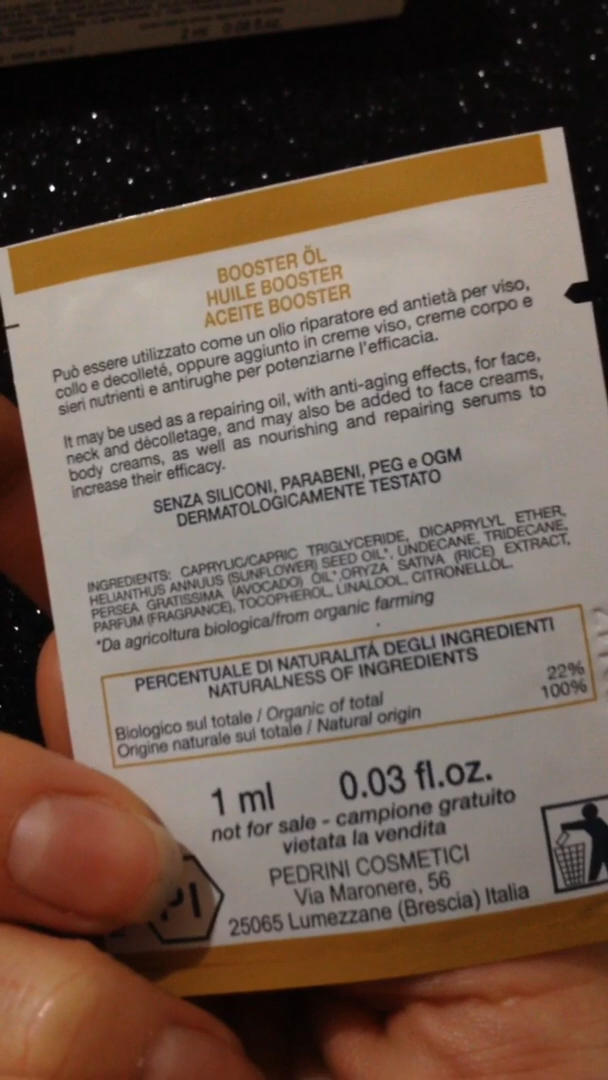 BOOSTER ÖL
HUILE BOOSTER
ACEITE BOOSTER
Può essere utilizzato come un olio riparatore ed antietà per viso,
collo e decolleté, oppure aggiunto in creme viso, creme corpo e
sieri nutrienti e antirughe per potenziarne l'efficacia.
It may be used as a repairing oil, with anti-aging effects, for face,
neck and dècolletage, and may also be added to face creams,
body creams, as well as nourishing and repairing serums to
increase their efficacy.
SENZA SILICONI, PARABENI, PEG e OGM
DERMATOLOGICAMENTE TESTATO
INGREDIENTS: CAPRYLIC/CAPRIC TRIGLYCERIDE, DICAPRYLYL ETHER,
HELIANTHUS ANNUUS (SUNFLOWER) SEED OIL*, UNDECANE, TRIDECANE,
PERSEA GRATISSIMA (AVOCADO) OIL*, ORYZA SATIVA (RICE) EXTRACT,
PARFUM (FRAGRANCE), TOCOPHEROL, LINALOOL, CITRONELLOL.
*Da agricoltura biologica/from organic farming
PERCENTUALE DI NATURALITÁ DEGLI INGREDIENTI
NATURALNESS OF INGREDIENTS
Biologico sul totale / Organic of total 22%
Origine naturale sul totale / Natural origin 100%
1 ml 0.03 fl.oz.
not for sale - campione gratuito
vietata la vendita
PEDRINI COSMETICI
Via Maronere, 56
25065 Lumezzane (Brescia) Italia
PI